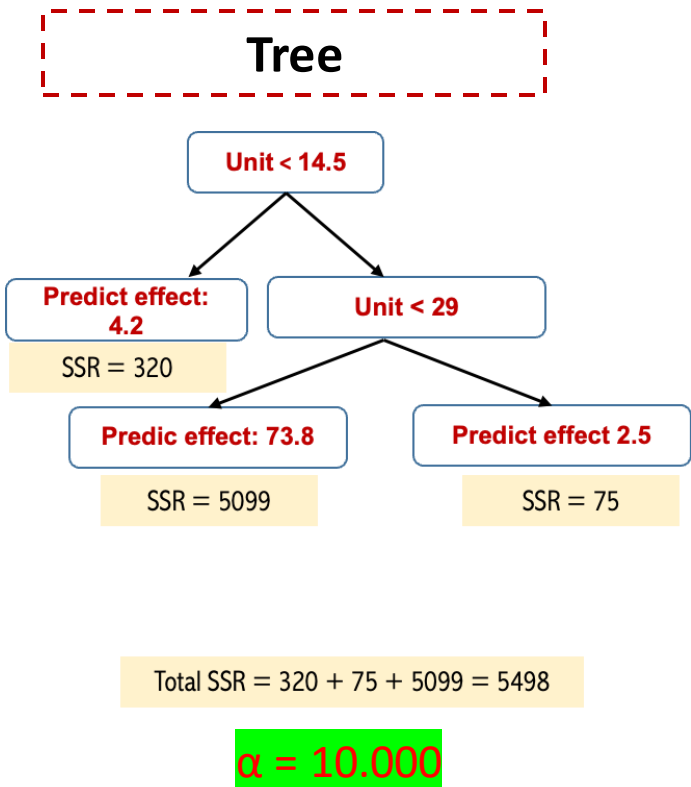 Tree
Unit < 14.5
Predict effect:
4.2
Unit < 29
SSR = 320
Predic effect: 73.8
Predict effect 2.5
SSR = 5099
SSR = 75
Total SSR = 320 + 75 + 5099 = 5498
α = 10.000